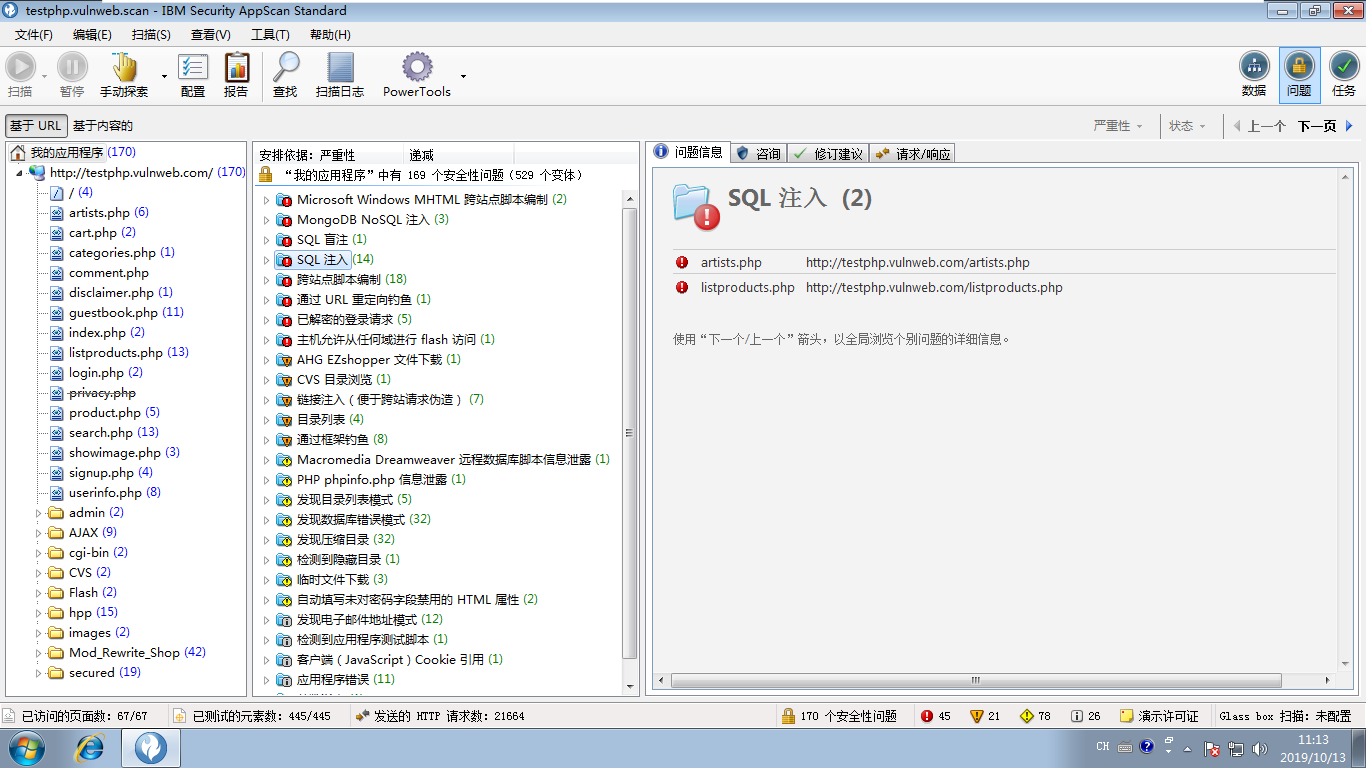 testphp.vulnweb.scan - IBM Security AppScan Standard
文件(F) 编辑(E) 扫描(S) 查看(V) 工具(T) 帮助(H)
扫描 暂停 手动探索 配置 报告 查找 扫描日志 PowerTools 数据 问题 任务
基于 URL 基于内容的 严重性 状态 上一个 下一页
我的应用程序 (170)
http://testphp.vulnweb.com/ (170)
/ (4)
artists.php (6)
cart.php (2)
categories.php (1)
comment.php
disclaimer.php (1)
guestbook.php (11)
index.php (2)
listproducts.php (13)
login.php (2)
privacy.php
product.php (5)
search.php (13)
showimage.php (3)
signup.php (4)
userinfo.php (8)
admin (2)
AJAX (9)
cgi-bin (2)
CVS (2)
Flash (2)
hpp (15)
images (2)
Mod_Rewrite_Shop (42)
secured (19)
安排依据: 严重性 递减
“我的应用程序”中有 169 个安全性问题（529 个变体）
Microsoft Windows MHTML 跨站点脚本编制 (2)
MongoDB NoSQL 注入 (3)
SQL 盲注 (1)
SQL 注入 (14)
跨站点脚本编制 (18)
通过 URL 重定向钓鱼 (1)
已解密的登录请求 (5)
主机允许从任何域进行 flash 访问 (1)
AHG EZshopper 文件下载 (1)
CVS 目录浏览 (1)
链接注入（便于跨站请求伪造） (7)
目录列表 (4)
通过框架钓鱼 (8)
Macromedia Dreamweaver 远程数据库脚本信息泄露 (1)
PHP phpinfo.php 信息泄露 (1)
发现目录列表模式 (5)
发现数据库错误模式 (32)
发现压缩目录 (32)
检测到隐藏目录 (1)
临时文件下载 (3)
自动填写未对密码字段禁用的 HTML 属性 (2)
发现电子邮件地址模式 (12)
检测到应用程序测试脚本 (1)
客户端（JavaScript）Cookie 引用 (1)
应用程序错误 (11)
问题信息 咨询 修订建议 请求/响应
SQL 注入 (2)
artists.php http://testphp.vulnweb.com/artists.php
listproducts.php http://testphp.vulnweb.com/listproducts.php
使用“下一个/上一个”箭头，以全局浏览个别问题的详细信息。
已访问的页面数: 67/67 已测试的元素数: 445/445 发送的 HTTP 请求数: 21664 170 个安全性问题 45 21 78 26 演示许可证 Glass box 扫描: 未配置
CH 11:13
2019/10/13